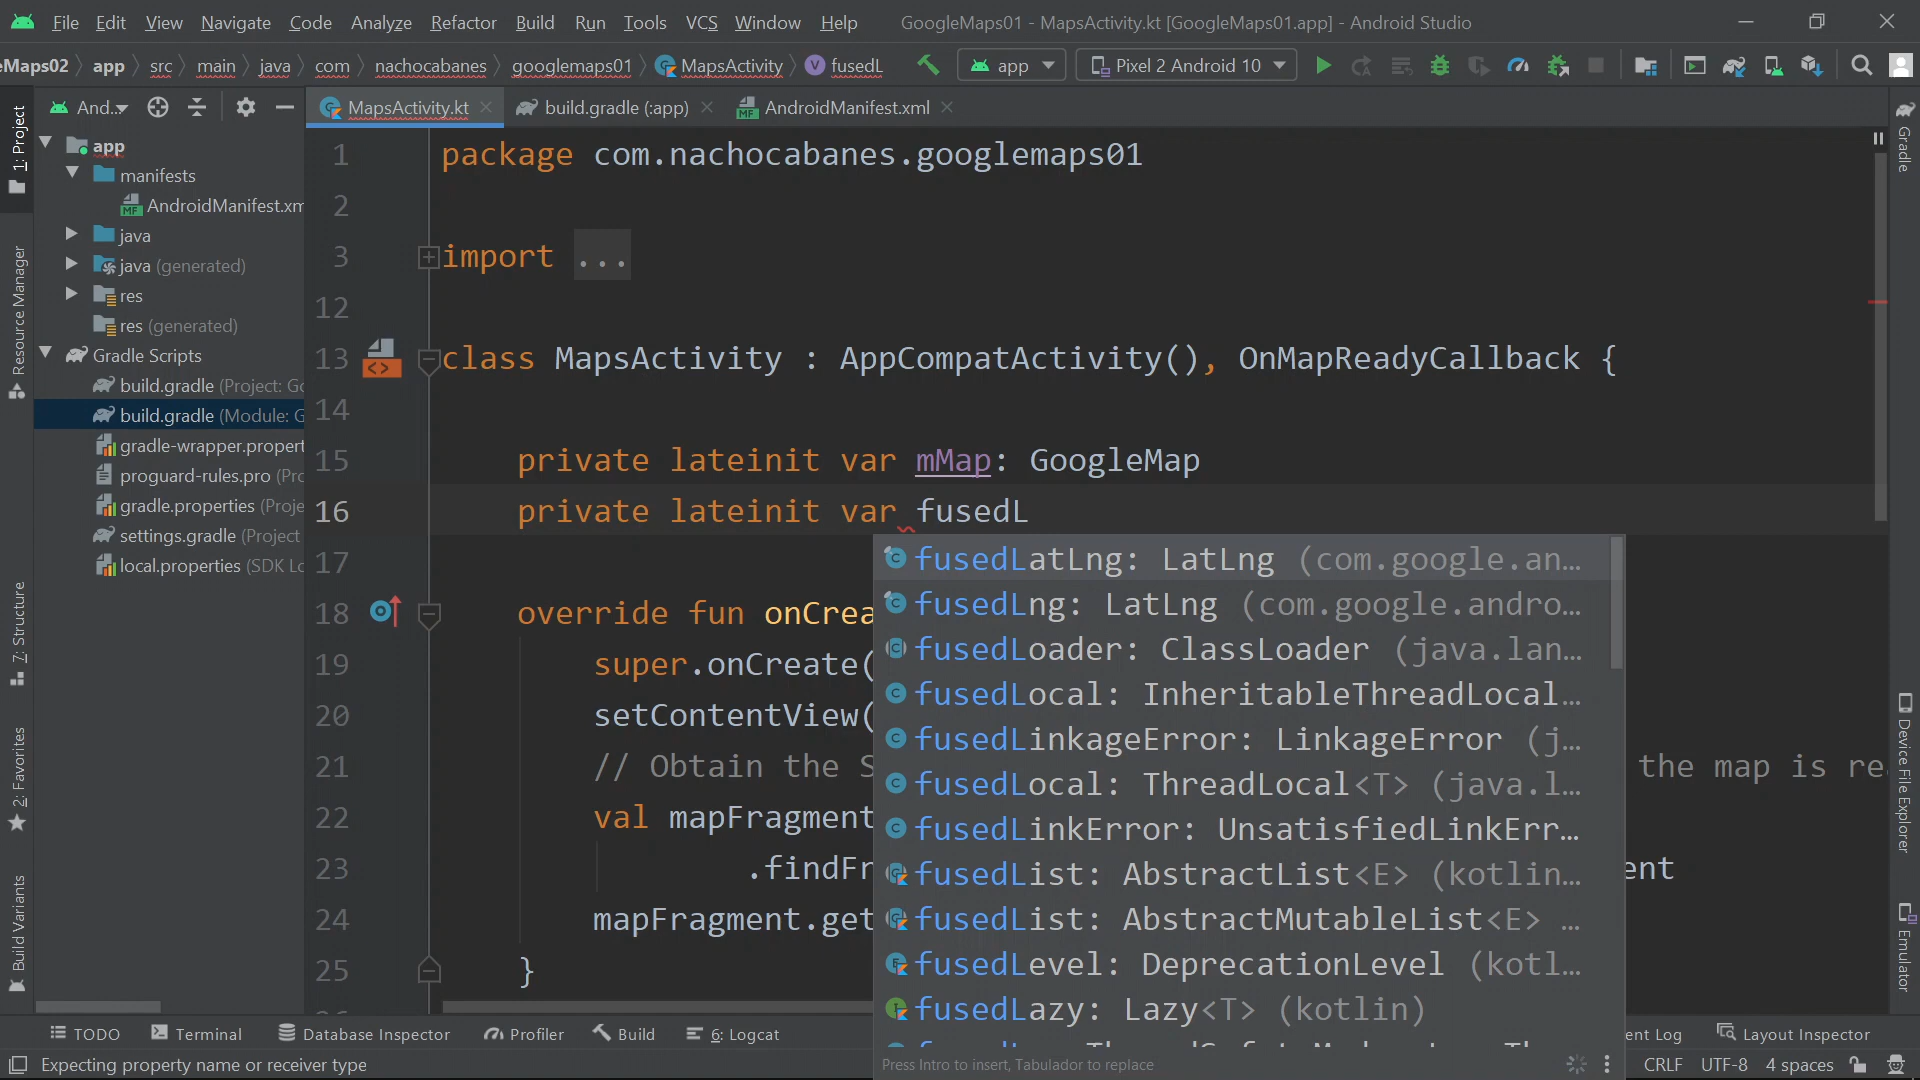 File Edit View Navigate Code Analyze Refactor Build Run Tools VCS Window Help GoogleMaps01 - MapsActivity.kt [GoogleMaps01.app] - Android Studio
eMaps02 app src main java com nachocabanes googlemaps01 MapsActivity fusedL app Pixel 2 Android 10
1: Project
Resource Manager
7: Structure
2: Favorites
Build Variants
And...
app
manifests
AndroidManifest.xm
java
java (generated)
res
res (generated)
Gradle Scripts
build.gradle (Project: Go
build.gradle (Module: G
gradle-wrapper.propert
proguard-rules.pro (Pro
gradle.properties (Proje
settings.gradle (Project
local.properties (SDK Lo
MapsActivity.kt build.gradle (:app) AndroidManifest.xml
1 package com.nachocabanes.googlemaps01
2
3 import ...
12
13 class MapsActivity : AppCompatActivity(), OnMapReadyCallback {
14
15 private lateinit var mMap: GoogleMap
16 private lateinit var fusedL
17
18 override fun onCrea
19 super.onCreate(
20 setContentView(
21 // Obtain the S the map is rea
22 val mapFragment
23 .findFr ent
24 mapFragment.get
25 }
fusedLatLng: LatLng (com.google.an...
fusedLng: LatLng (com.google.andro...
fusedLoader: ClassLoader (java.lan...
fusedLocal: InheritableThreadLocal...
fusedLinkageError: LinkageError (j...
fusedLocal: ThreadLocal<T> (java.l...
fusedLinkError: UnsatisfiedLinkErr...
fusedList: AbstractList<E> (kotlin...
fusedList: AbstractMutableList<E> ...
fusedLevel: DeprecationLevel (kotl...
fusedLazy: Lazy<T> (kotlin)
Press Intro to insert, Tabulador to replace
Gradle
Device File Explorer
Emulator
TODO Terminal Database Inspector Profiler Build 6: Logcat ent Log Layout Inspector
Expecting property name or receiver type CRLF UTF-8 4 spaces